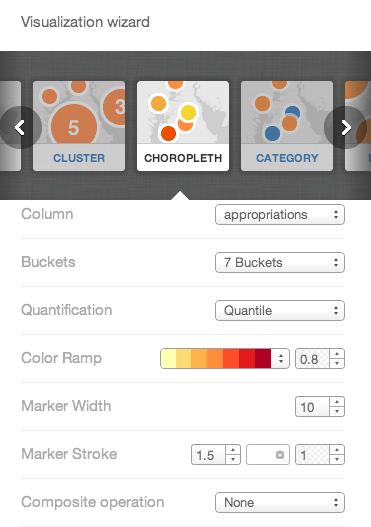 Visualization wizard
5
3
CLUSTER
CHOROPLETH
CATEGORY
Column
appropriations
Buckets
7 Buckets
Quantification
Quantile
Color Ramp
0.8
Marker Width
10
Marker Stroke
1.5
1
Composite operation
None